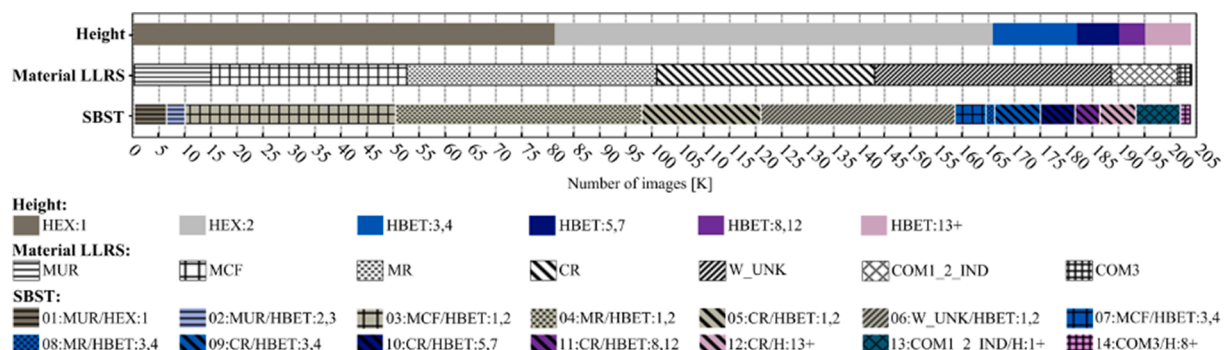 Height
Material LLRS
SBST
0 5 10 15 20 25 30 35 40 45 50 55 60 65 70 75 80 85 90 95 100 105 110 115 120 125 130 135 140 145 150 155 160 165 170 175 180 185 190 195 200 205
Number of images [K]
Height:
HEX:1 HEX:2 HBET:3,4 HBET:5,7 HBET:8,12 HBET:13+
Material LLRS:
MUR MCF MR CR W_UNK COM1_2_IND COM3
SBST:
01:MUR/HEX:1 02:MUR/HBET:2,3 03:MCF/HBET:1,2 04:MR/HBET:1,2 05:CR/HBET:1,2 06:W_UNK/HBET:1,2 07:MCF/HBET:3,4
08:MR/HBET:3,4 09:CR/HBET:3,4 10:CR/HBET:5,7 11:CR/HBET:8,12 12:CR/H:13+ 13:COM1_2_IND/H:1+ 14:COM3/H:8+